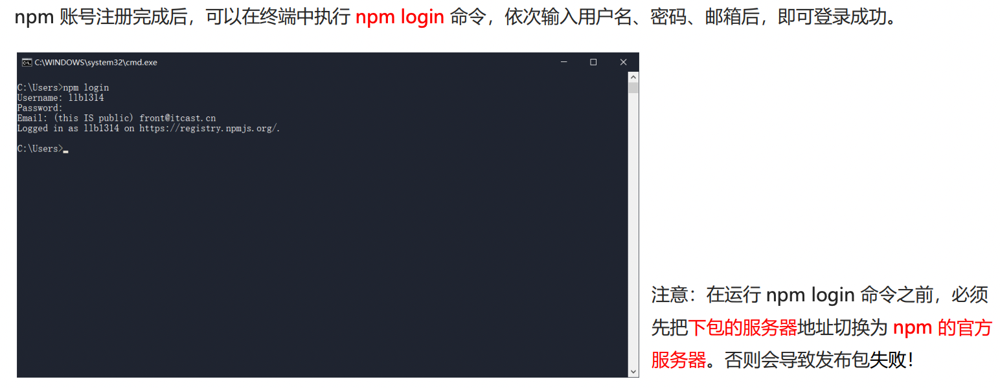 npm 账号注册完成后，可以在终端中执行 npm login 命令，依次输入用户名、密码、邮箱后，即可登录成功。
C:\WINDOWS\system32\cmd.exe
C:\Users>npm login
Username: llb1314
Password:
Email: (this IS public) front@itcast.cn
Logged in as llb1314 on https://registry.npmjs.org/.
C:\Users>
注意：在运行 npm login 命令之前，必须
先把下包的服务器地址切换为 npm 的官方
服务器。否则会导致发布包失败！